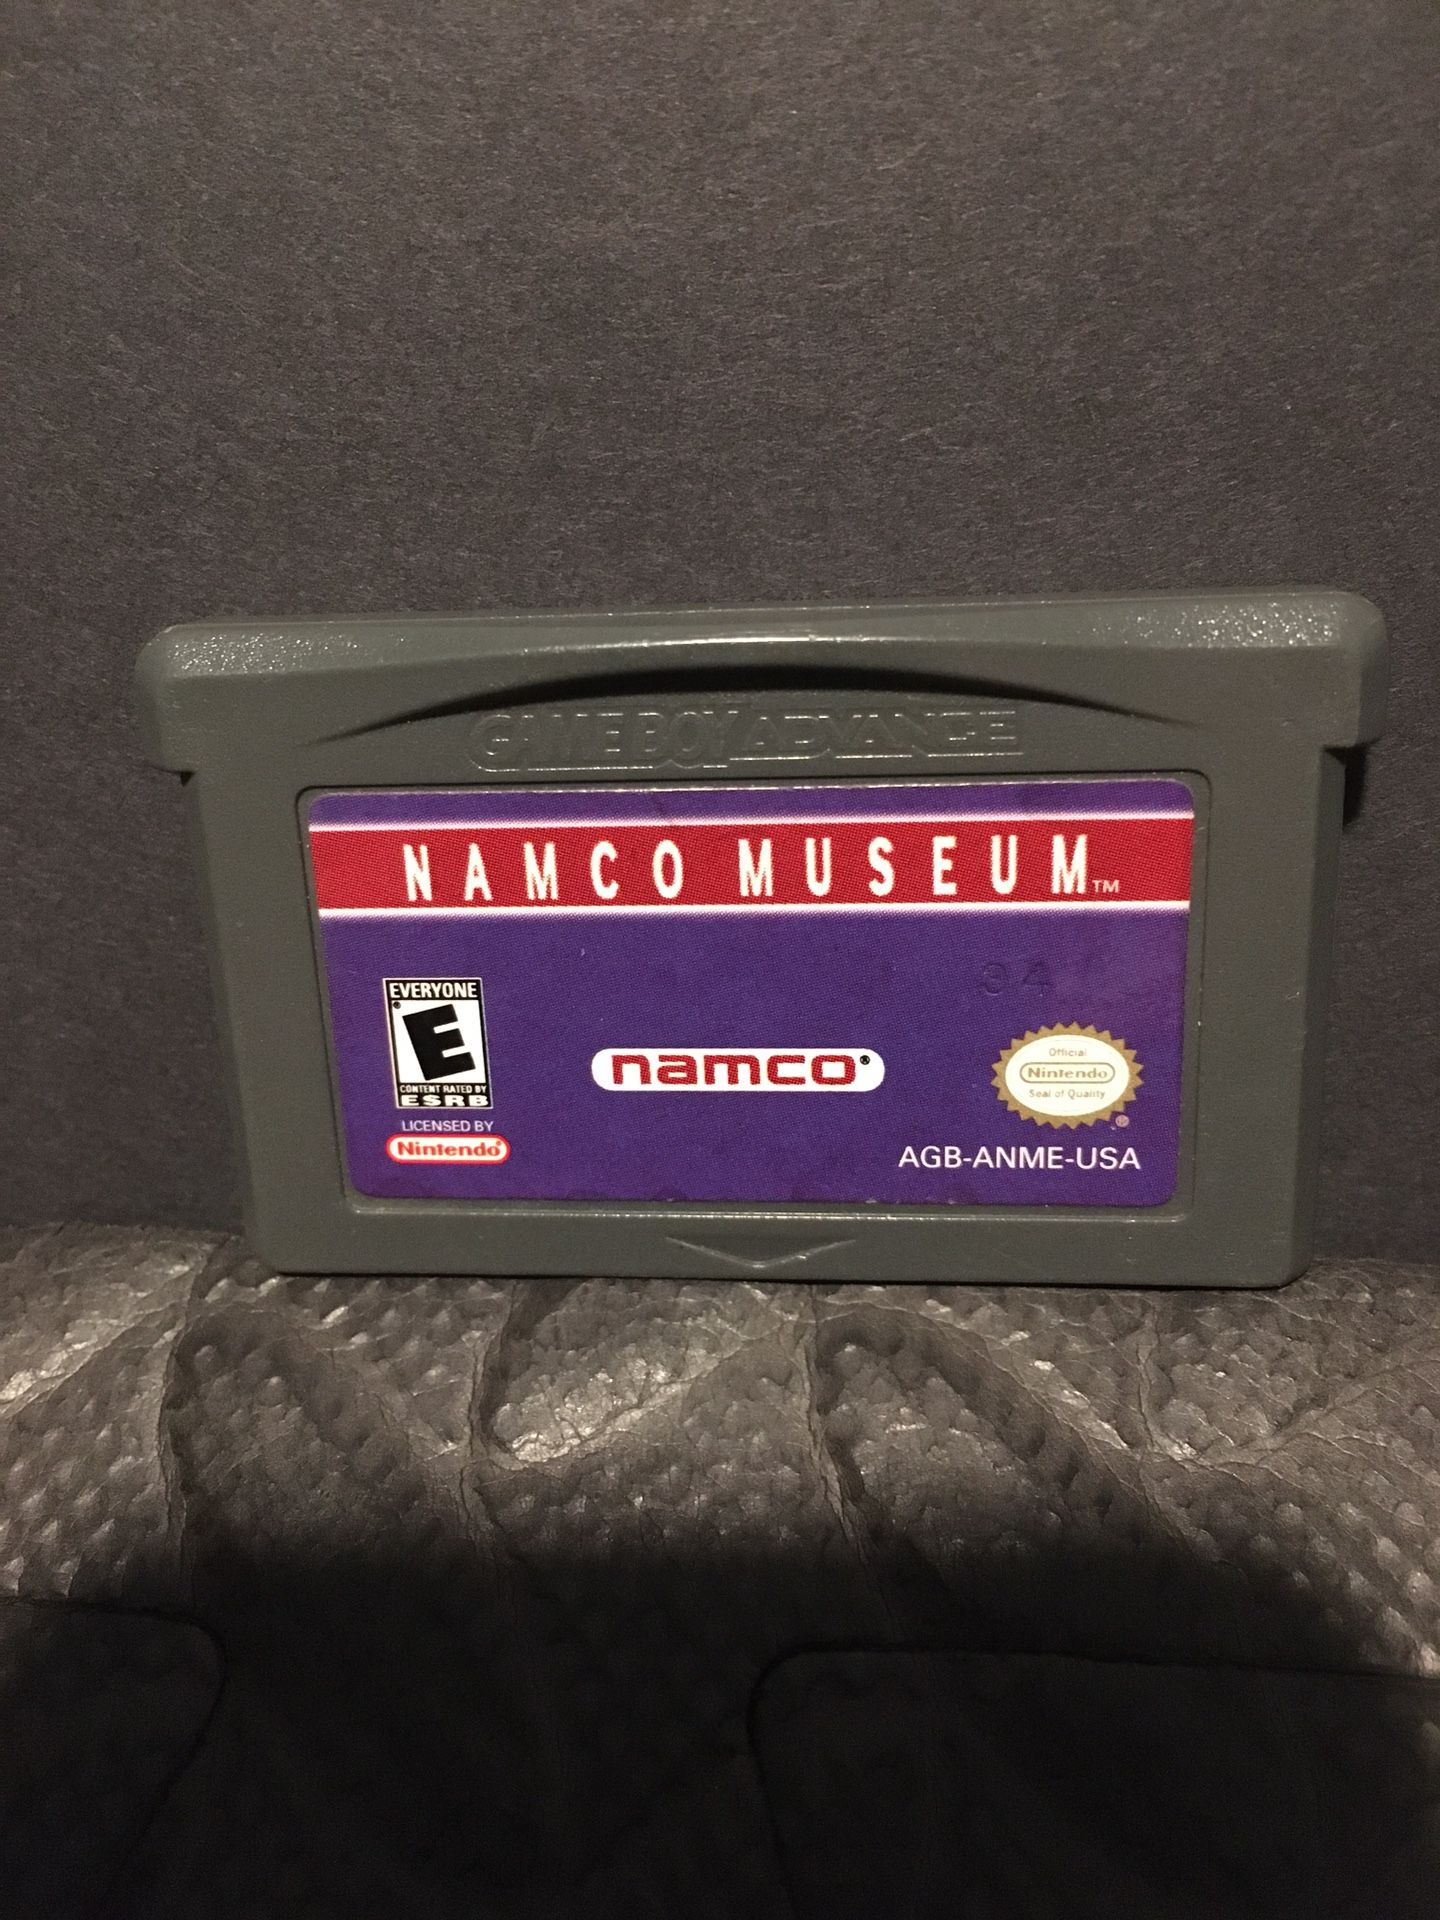 GAME BOY ADVANCE
NAMCO MUSEUM™
94
EVERYONE
E
®
CONTENT RATED BY
ESRB
LICENSED BY
Nintendo®
namco®
Official
Nintendo
Seal of Quality
®
AGB-ANME-USA